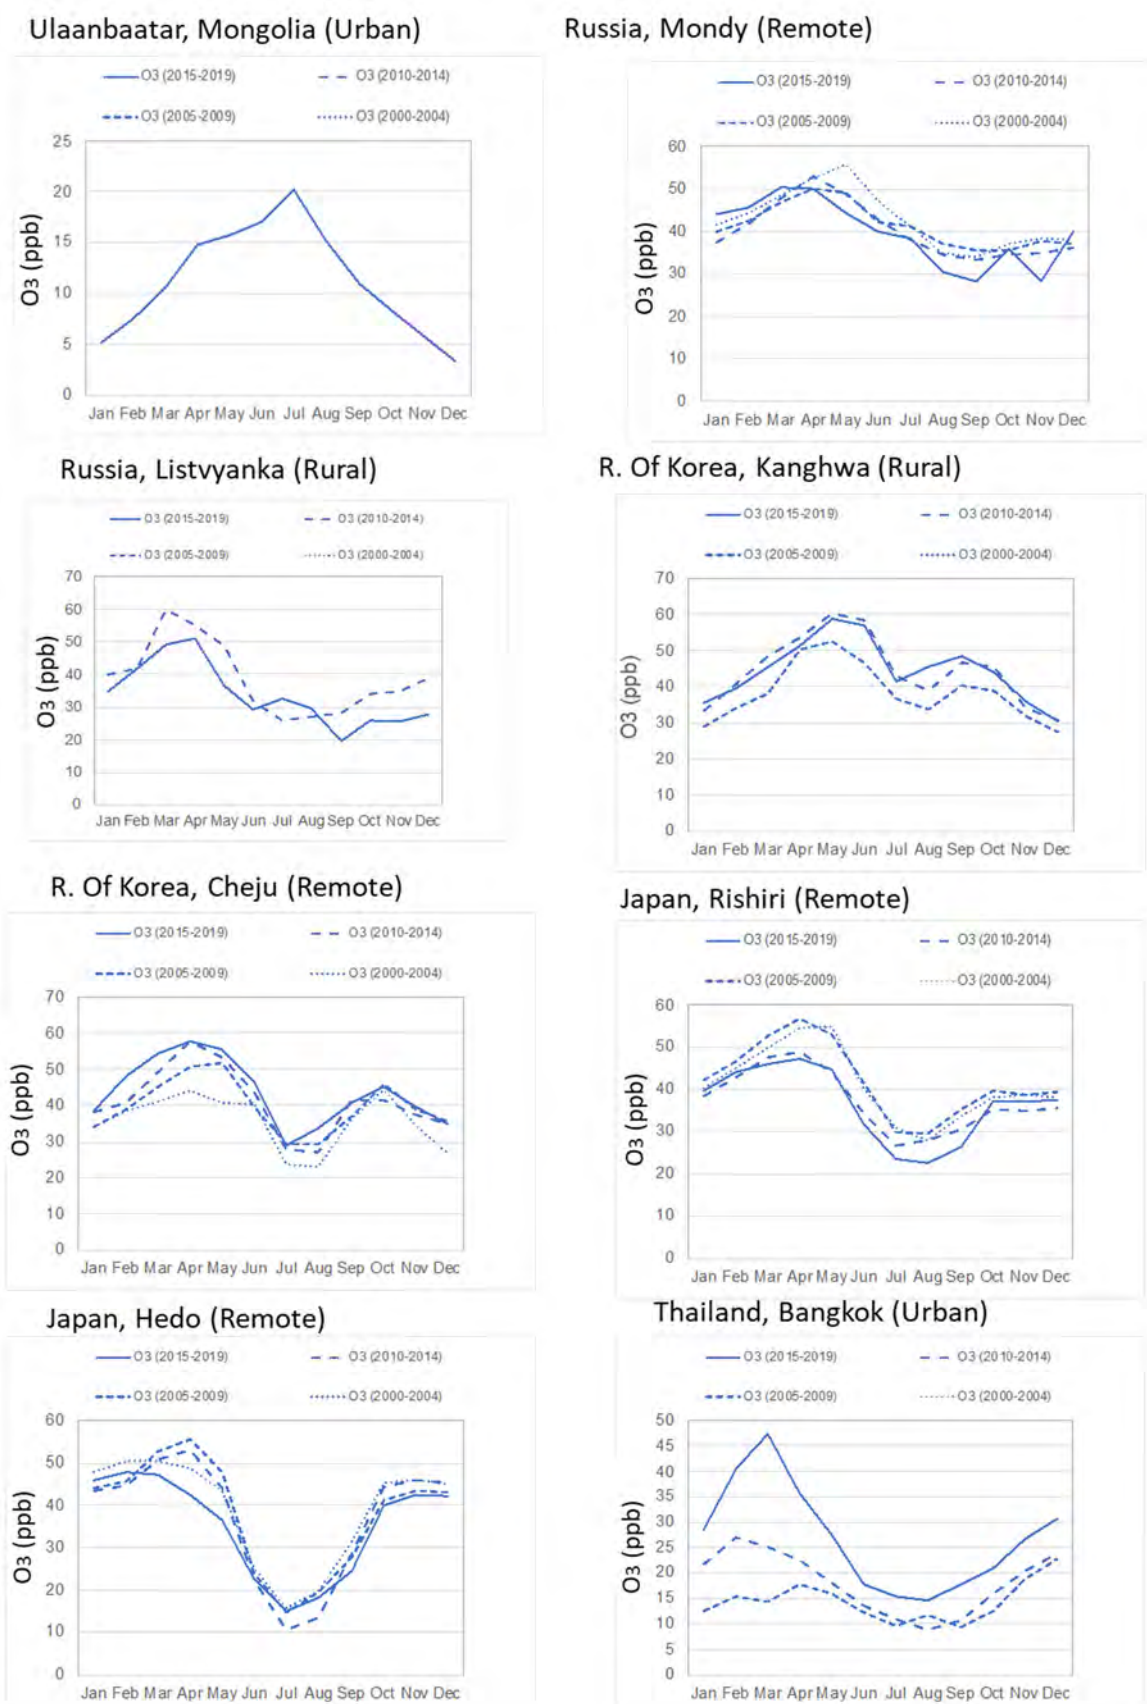 Ulaanbaatar, Mongolia (Urban)
O3 (2015-2019)
O3 (2010-2014)
O3 (2005-2009)
O3 (2000-2004)
25
20
15
10
5
0
O3 (ppb)
Jan Feb Mar Apr May Jun Jul Aug Sep Oct Nov Dec
Russia, Mondy (Remote)
O3 (2015-2019)
O3 (2010-2014)
O3 (2005-2009)
O3 (2000-2004)
60
50
40
30
20
10
0
O3 (ppb)
Jan Feb Mar Apr May Jun Jul Aug Sep Oct Nov Dec
Russia, Listvyanka (Rural)
O3 (2015-2019)
O3 (2010-2014)
O3 (2005-2009)
O3 (2000-2004)
70
60
50
40
30
20
10
0
O3 (ppb)
Jan Feb Mar Apr May Jun Jul Aug Sep Oct Nov Dec
R. Of Korea, Kanghwa (Rural)
O3 (2015-2019)
O3 (2010-2014)
O3 (2005-2009)
O3 (2000-2004)
70
60
50
40
30
20
10
0
O3 (ppb)
Jan Feb Mar Apr May Jun Jul Aug Sep Oct Nov Dec
R. Of Korea, Cheju (Remote)
O3 (2015-2019)
O3 (2010-2014)
O3 (2005-2009)
O3 (2000-2004)
70
60
50
40
30
20
10
0
O3 (ppb)
Jan Feb Mar Apr May Jun Jul Aug Sep Oct Nov Dec
Japan, Rishiri (Remote)
O3 (2015-2019)
O3 (2010-2014)
O3 (2005-2009)
O3 (2000-2004)
60
50
40
30
20
10
0
O3 (ppb)
Jan Feb Mar Apr May Jun Jul Aug Sep Oct Nov Dec
Japan, Hedo (Remote)
O3 (2015-2019)
O3 (2010-2014)
O3 (2005-2009)
O3 (2000-2004)
60
50
40
30
20
10
0
O3 (ppb)
Jan Feb Mar Apr May Jun Jul Aug Sep Oct Nov Dec
Thailand, Bangkok (Urban)
O3 (2015-2019)
O3 (2010-2014)
O3 (2005-2009)
O3 (2000-2004)
50
45
40
35
30
25
20
15
10
5
0
O3 (ppb)
Jan Feb Mar Apr May Jun Jul Aug Sep Oct Nov Dec